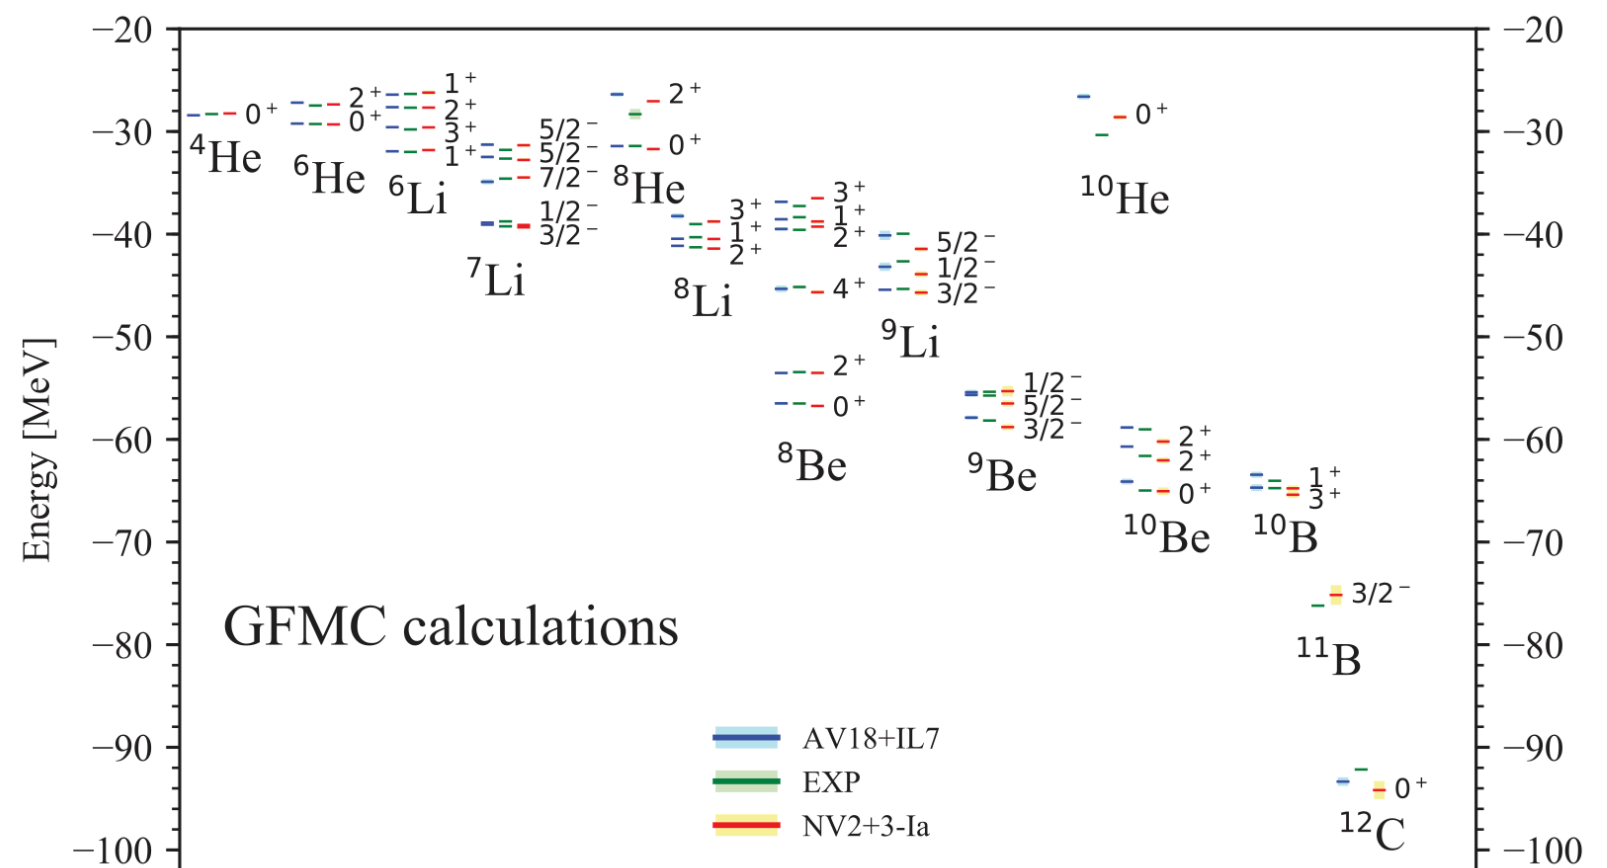 −20
−30
−40
−50
−60
−70
−80
−90
−100
Energy [MeV]
0⁺
⁴He
2⁺
0⁺
⁶He
1⁺
2⁺
3⁺
1⁺
⁶Li
5/2⁻
5/2⁻
7/2⁻
1/2⁻
3/2⁻
⁷Li
2⁺
0⁺
⁸He
3⁺
1⁺
2⁺
⁸Li
3⁺
1⁺
2⁺
4⁺
2⁺
0⁺
⁸Be
5/2⁻
1/2⁻
3/2⁻
⁹Li
1/2⁻
5/2⁻
3/2⁻
⁹Be
0⁺
¹⁰He
2⁺
2⁺
0⁺
¹⁰Be
1⁺
3⁺
¹⁰B
3/2⁻
¹¹B
0⁺
¹²C
GFMC calculations
AV18+IL7
EXP
NV2+3-Ia
−20
−30
−40
−50
−60
−70
−80
−90
−100